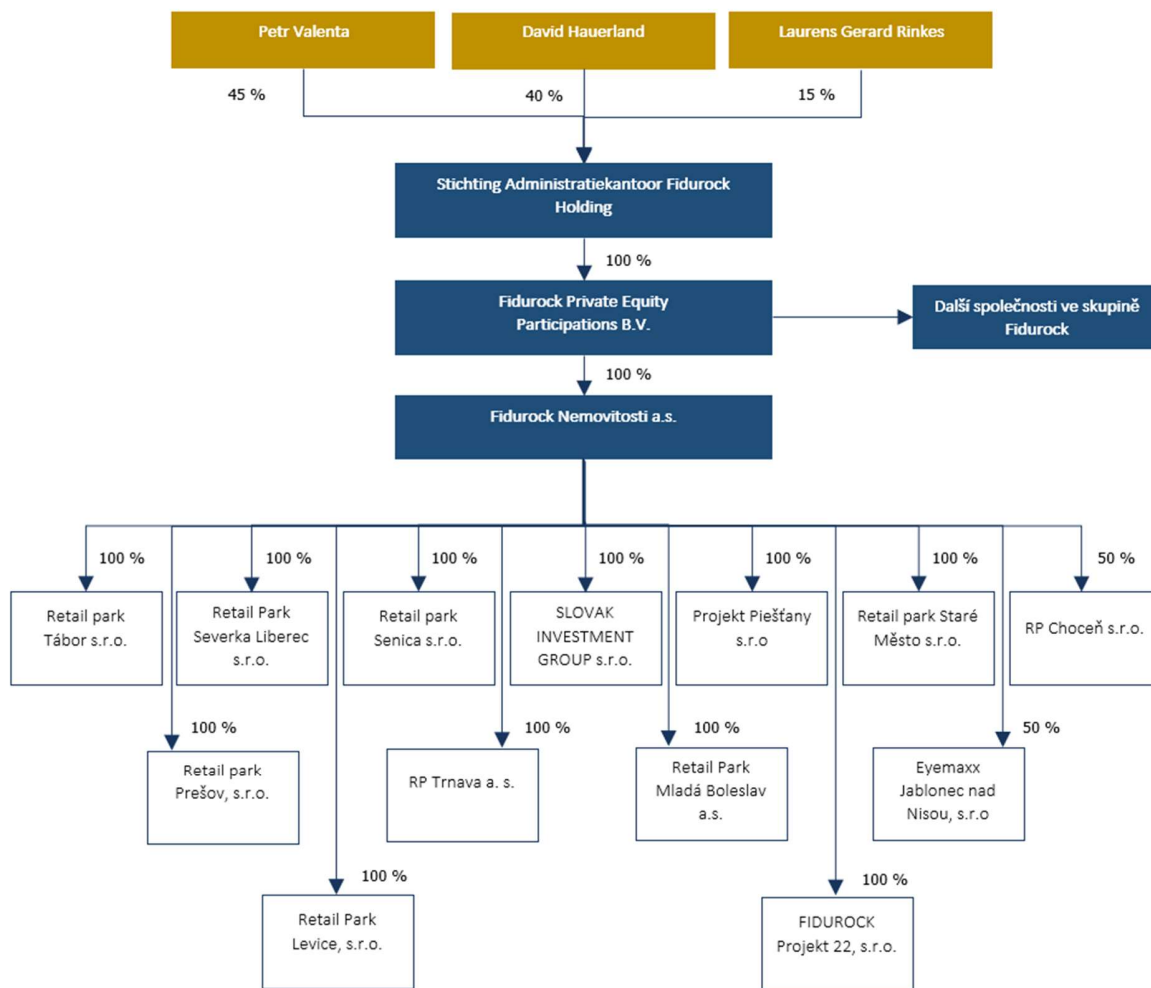 Petr Valenta
David Hauerland
Laurens Gerard Rinkes
45 %
40 %
15 %
Stichting Administratiekantoor Fidurock
Holding
100 %
Fidurock Private Equity
Participations B.V.
Další společnosti ve skupině
Fidurock
100 %
Fidurock Nemovitosti a.s.
100 %
100 %
100 %
100 %
100 %
100 %
50 %
Retail park
Tábor s.r.o.
Retail Park
Severka Liberec
s.r.o.
Retail park
Senica s.r.o.
SLOVAK
INVESTMENT
GROUP s.r.o.
Projekt Piešťany
s.r.o
Retail park Staré
Město s.r.o.
RP Choceň s.r.o.
100 %
100 %
100 %
50 %
Retail park
Prešov, s.r.o.
RP Trnava a. s.
Retail Park
Mladá Boleslav
a.s.
Eyemaxx
Jablonec nad
Nisou, s.r.o
100 %
100 %
Retail Park
Levice, s.r.o.
FIDUROCK
Projekt 22, s.r.o.